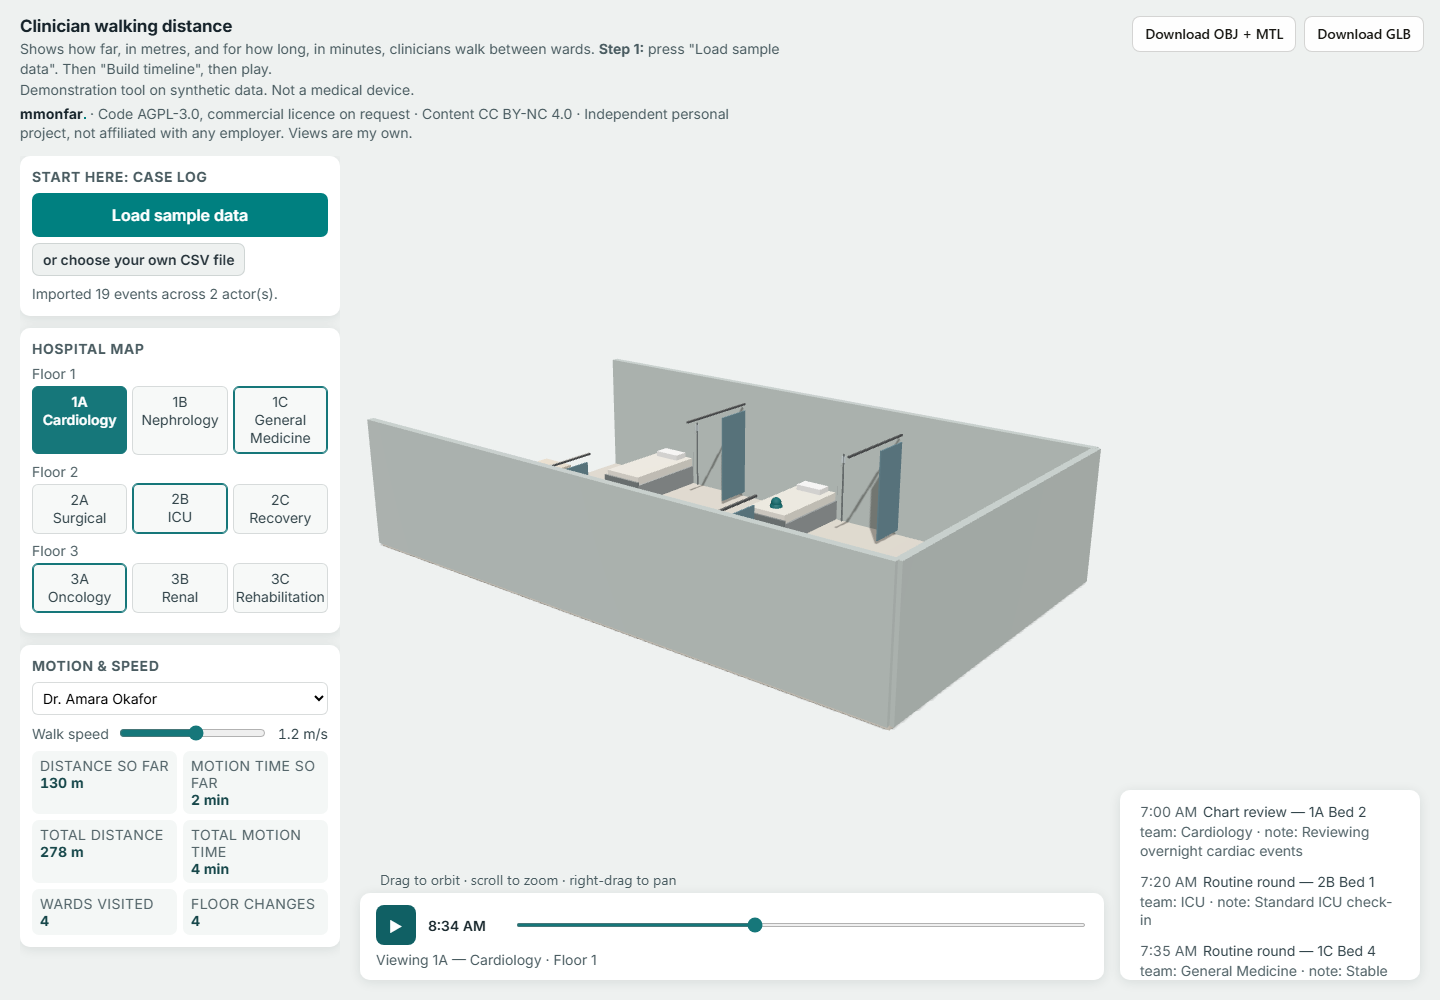 Clinician walking distance
Shows how far, in metres, and for how long, in minutes, clinicians walk between wards. Step 1: press "Load sample
data". Then "Build timeline", then play.
Demonstration tool on synthetic data. Not a medical device.
mmonfar. · Code AGPL-3.0, commercial licence on request · Content CC BY-NC 4.0 · Independent personal
project, not affiliated with any employer. Views are my own.
Download OBJ + MTL
Download GLB
START HERE: CASE LOG
Load sample data
or choose your own CSV file
Imported 19 events across 2 actor(s).
HOSPITAL MAP
Floor 1
1A
Cardiology
1B
Nephrology
1C
General
Medicine
Floor 2
2A
Surgical
2B
ICU
2C
Recovery
Floor 3
3A
Oncology
3B
Renal
3C
Rehabilitation
MOTION & SPEED
Dr. Amara Okafor
Walk speed 1.2 m/s
DISTANCE SO FAR
130 m
MOTION TIME SO
FAR
2 min
TOTAL DISTANCE
278 m
TOTAL MOTION
TIME
4 min
WARDS VISITED
4
FLOOR CHANGES
4
Drag to orbit · scroll to zoom · right-drag to pan
8:34 AM
Viewing 1A — Cardiology · Floor 1
7:00 AM Chart review — 1A Bed 2
team: Cardiology · note: Reviewing
overnight cardiac events
7:20 AM Routine round — 2B Bed 1
team: ICU · note: Standard ICU check-
in
7:35 AM Routine round — 1C Bed 4
team: General Medicine · note: Stable